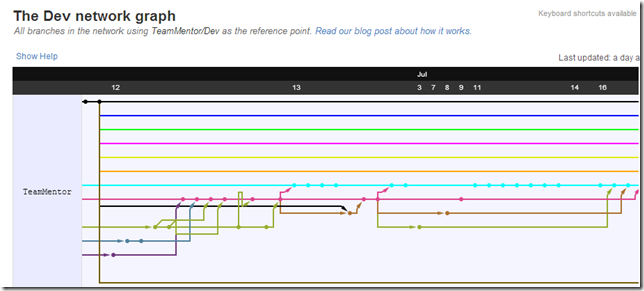 The Dev network graph
Keyboard shortcuts available
All branches in the network using TeamMentor/Dev as the reference point. Read our blog post about how it works.
Show Help
Last updated: a day a
Jul
12 13 3 7 8 9 11 14 16
TeamMentor